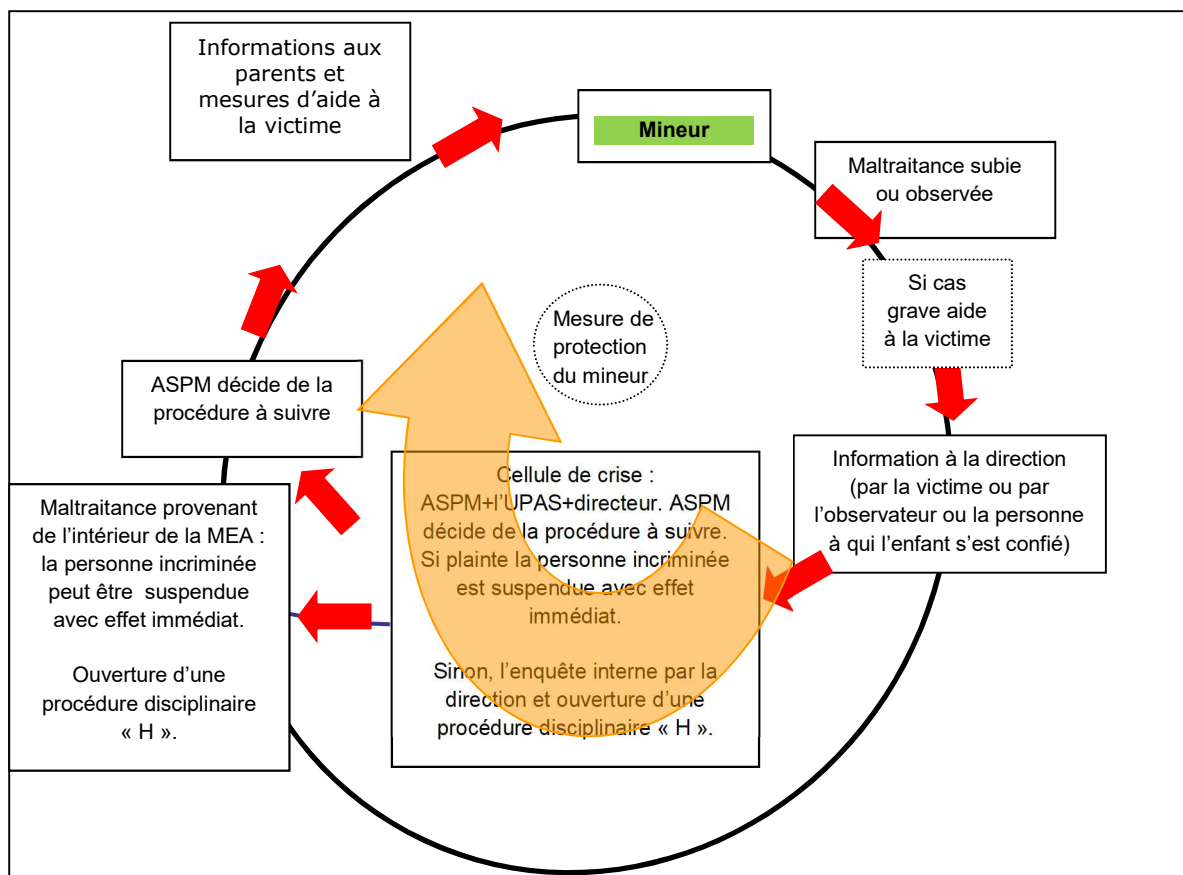 Informations aux
parents et
mesures d'aide à
la victime
Mineur
Maltraitance subie
ou observée
Si cas
grave aide
à la victime
Mesure de
protection
du mineur
ASPM décide de la
procédure à suivre
Information à la direction
(par la victime ou par
l'observateur ou la personne
à qui l'enfant s'est confié)
Cellule de crise :
ASPM+l'UPAS+directeur. ASPM
décide de la procédure à suivre.
Si plainte la personne incriminée
est suspendue avec effet
immédiat.
Sinon, l'enquête interne par la
direction et ouverture d'une
procédure disciplinaire « H ».
Maltraitance provenant
de l'intérieur de la MEA :
la personne incriminée
peut être suspendue
avec effet immédiat.
Ouverture d'une
procédure disciplinaire
« H ».